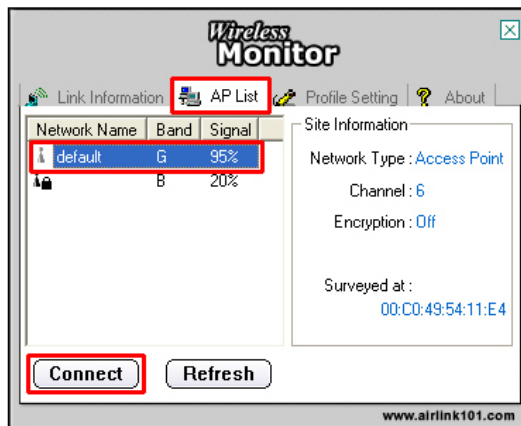 Wireless
Monitor
Link Information AP List Profile Setting About
Network Name Band Signal
default G 95%
B 20%
Site Information
Network Type : Access Point
Channel : 6
Encryption : Off
Surveyed at :
00:C0:49:54:11:E4
Connect Refresh
www.airlink101.com